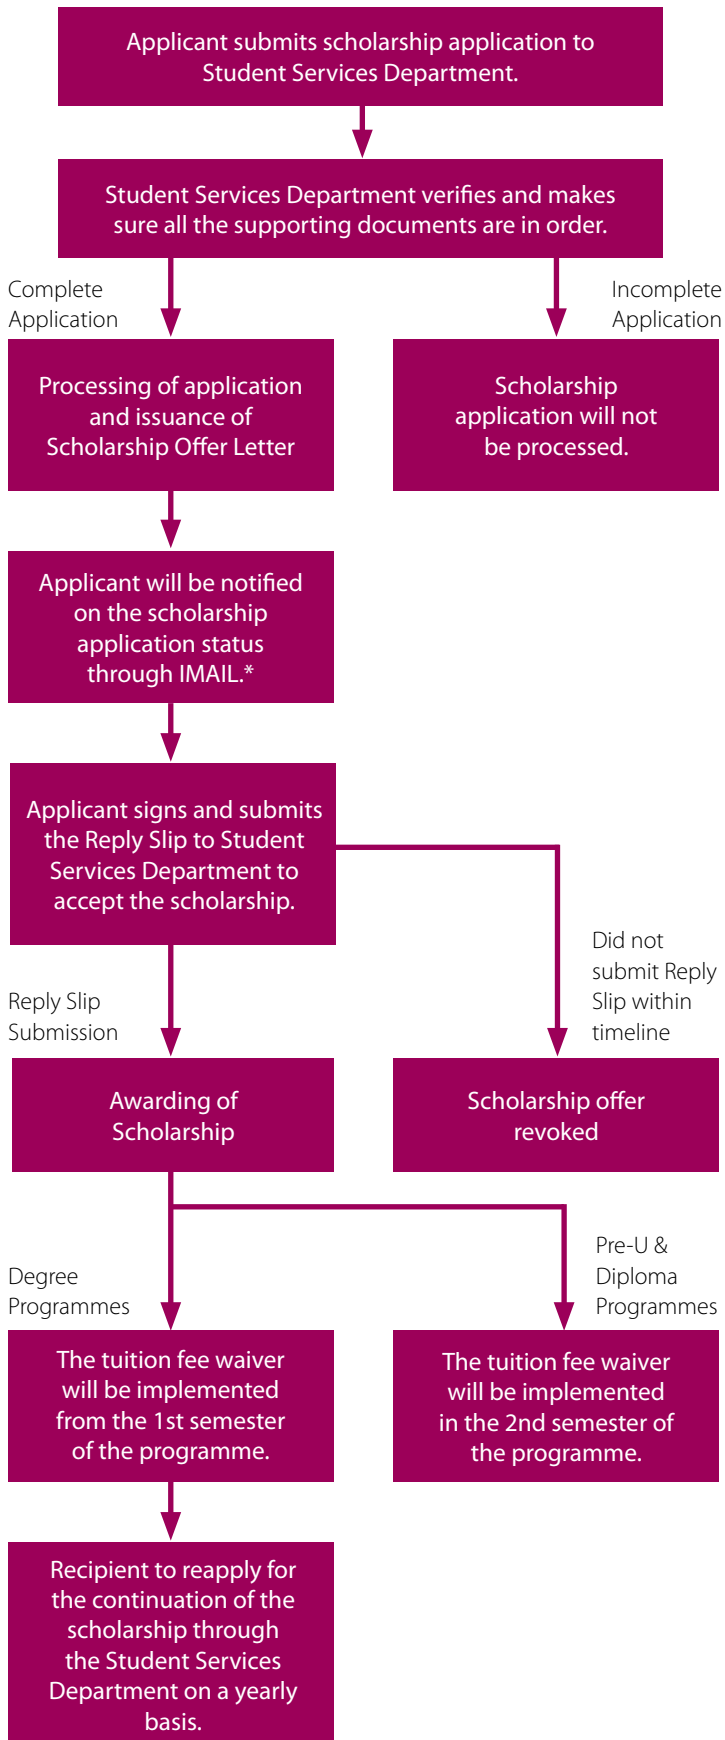 Applicant submits scholarship application to
Student Services Department.
Student Services Department verifies and makes
sure all the supporting documents are in order.
Complete
Application
Incomplete
Application
Processing of application
and issuance of
Scholarship Offer Letter
Scholarship
application will not
be processed.
Applicant will be notified
on the scholarship
application status
through IMAIL.*
Applicant signs and submits
the Reply Slip to Student
Services Department to
accept the scholarship.
Reply Slip
Submission
Did not
submit Reply
Slip within
timeline
Awarding of
Scholarship
Scholarship offer
revoked
Degree
Programmes
Pre-U &
Diploma
Programmes
The tuition fee waiver
will be implemented
from the 1st semester
of the programme.
The tuition fee waiver
will be implemented
in the 2nd semester of
the programme.
Recipient to reapply for
the continuation of the
scholarship through
the Student Services
Department on a yearly
basis.